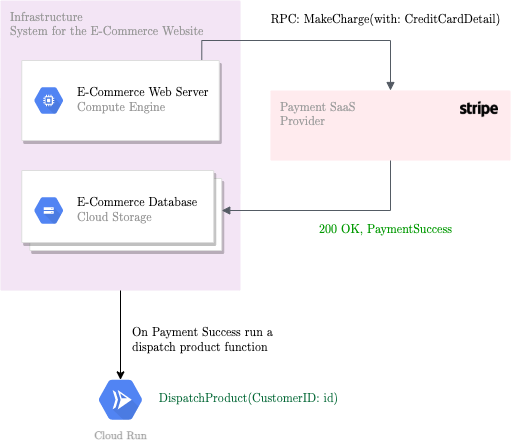 Infrastructure
System for the E-Commerce Website
RPC: MakeCharge(with: CreditCardDetail)
E-Commerce Web Server
Compute Engine
Payment SaaS
Provider
stripe
E-Commerce Database
Cloud Storage
200 OK, PaymentSuccess
On Payment Success run a
dispatch product function
DispatchProduct(CustomerID: id)
Cloud Run